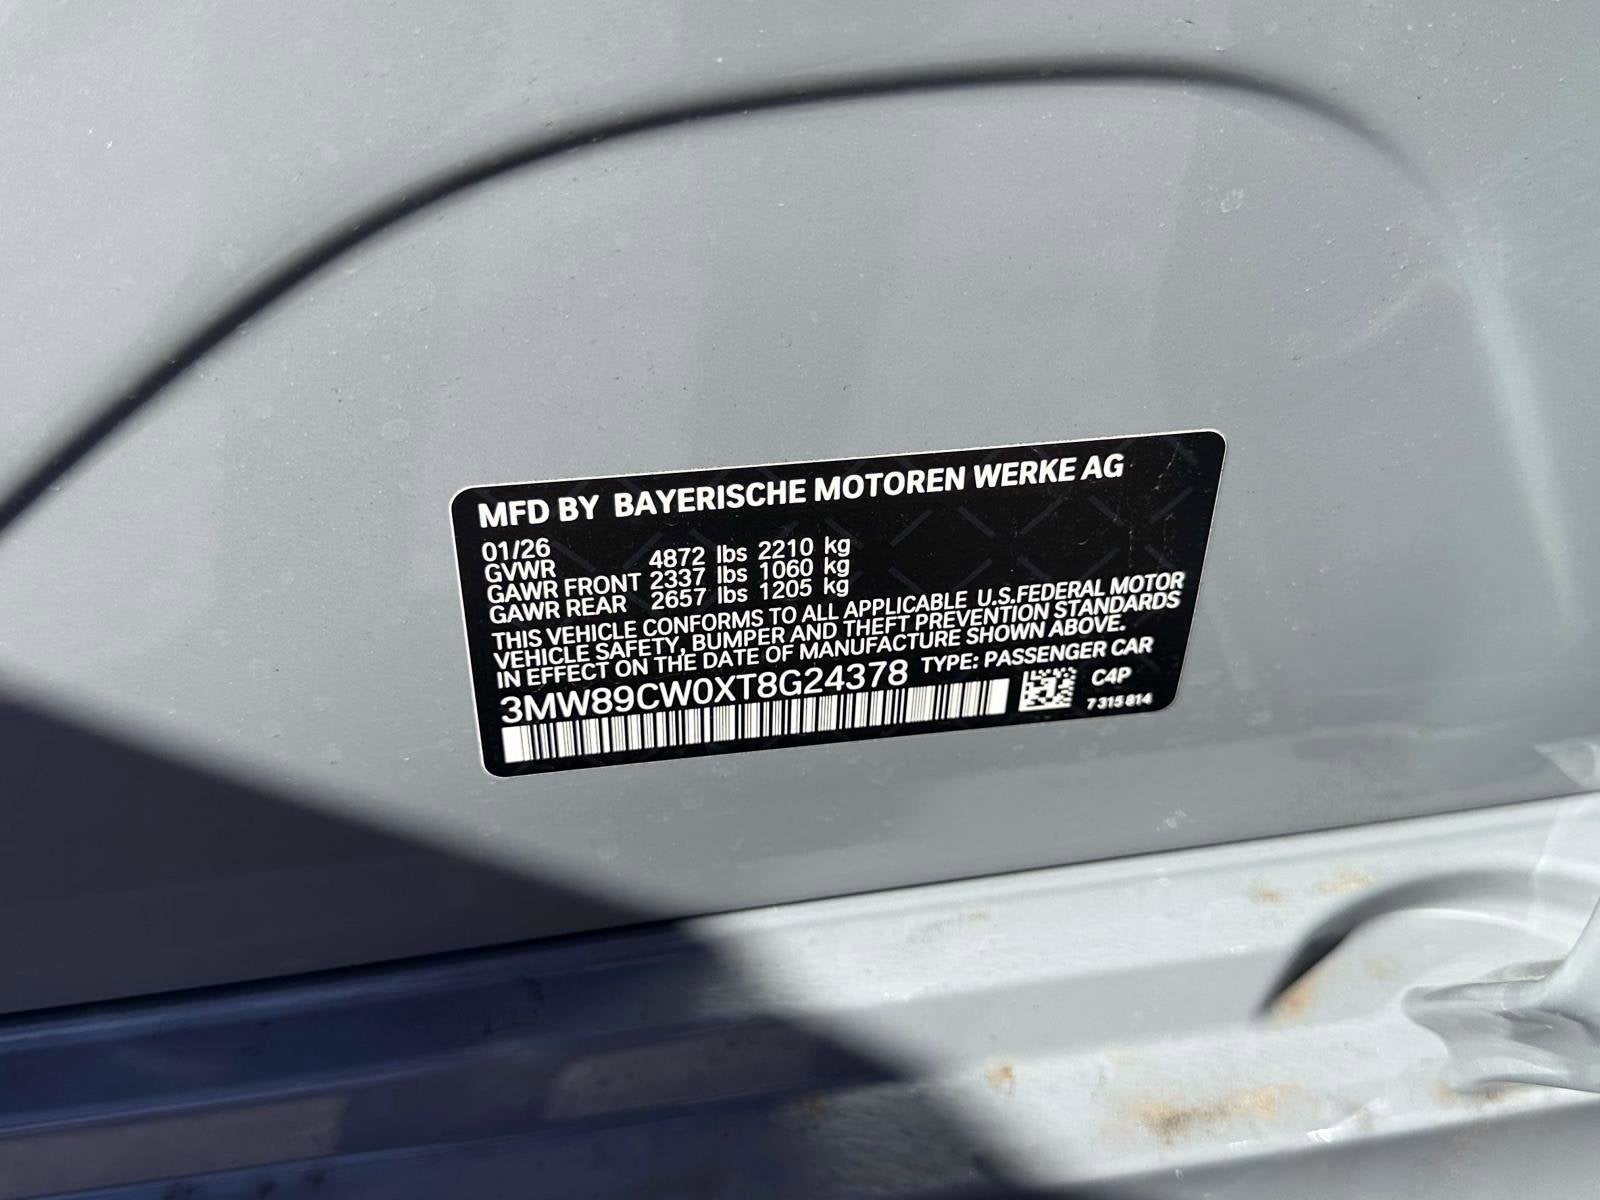 MFD BY BAYERISCHE MOTOREN WERKE AG
01/26
GVWR 4872 lbs 2210 kg
GAWR FRONT 2337 lbs 1060 kg
GAWR REAR 2657 lbs 1205 kg
THIS VEHICLE CONFORMS TO ALL APPLICABLE U.S.FEDERAL MOTOR
VEHICLE SAFETY, BUMPER AND THEFT PREVENTION STANDARDS
IN EFFECT ON THE DATE OF MANUFACTURE SHOWN ABOVE.
3MW89CW0XT8G24378 TYPE: PASSENGER CAR
C4P
7 315 814